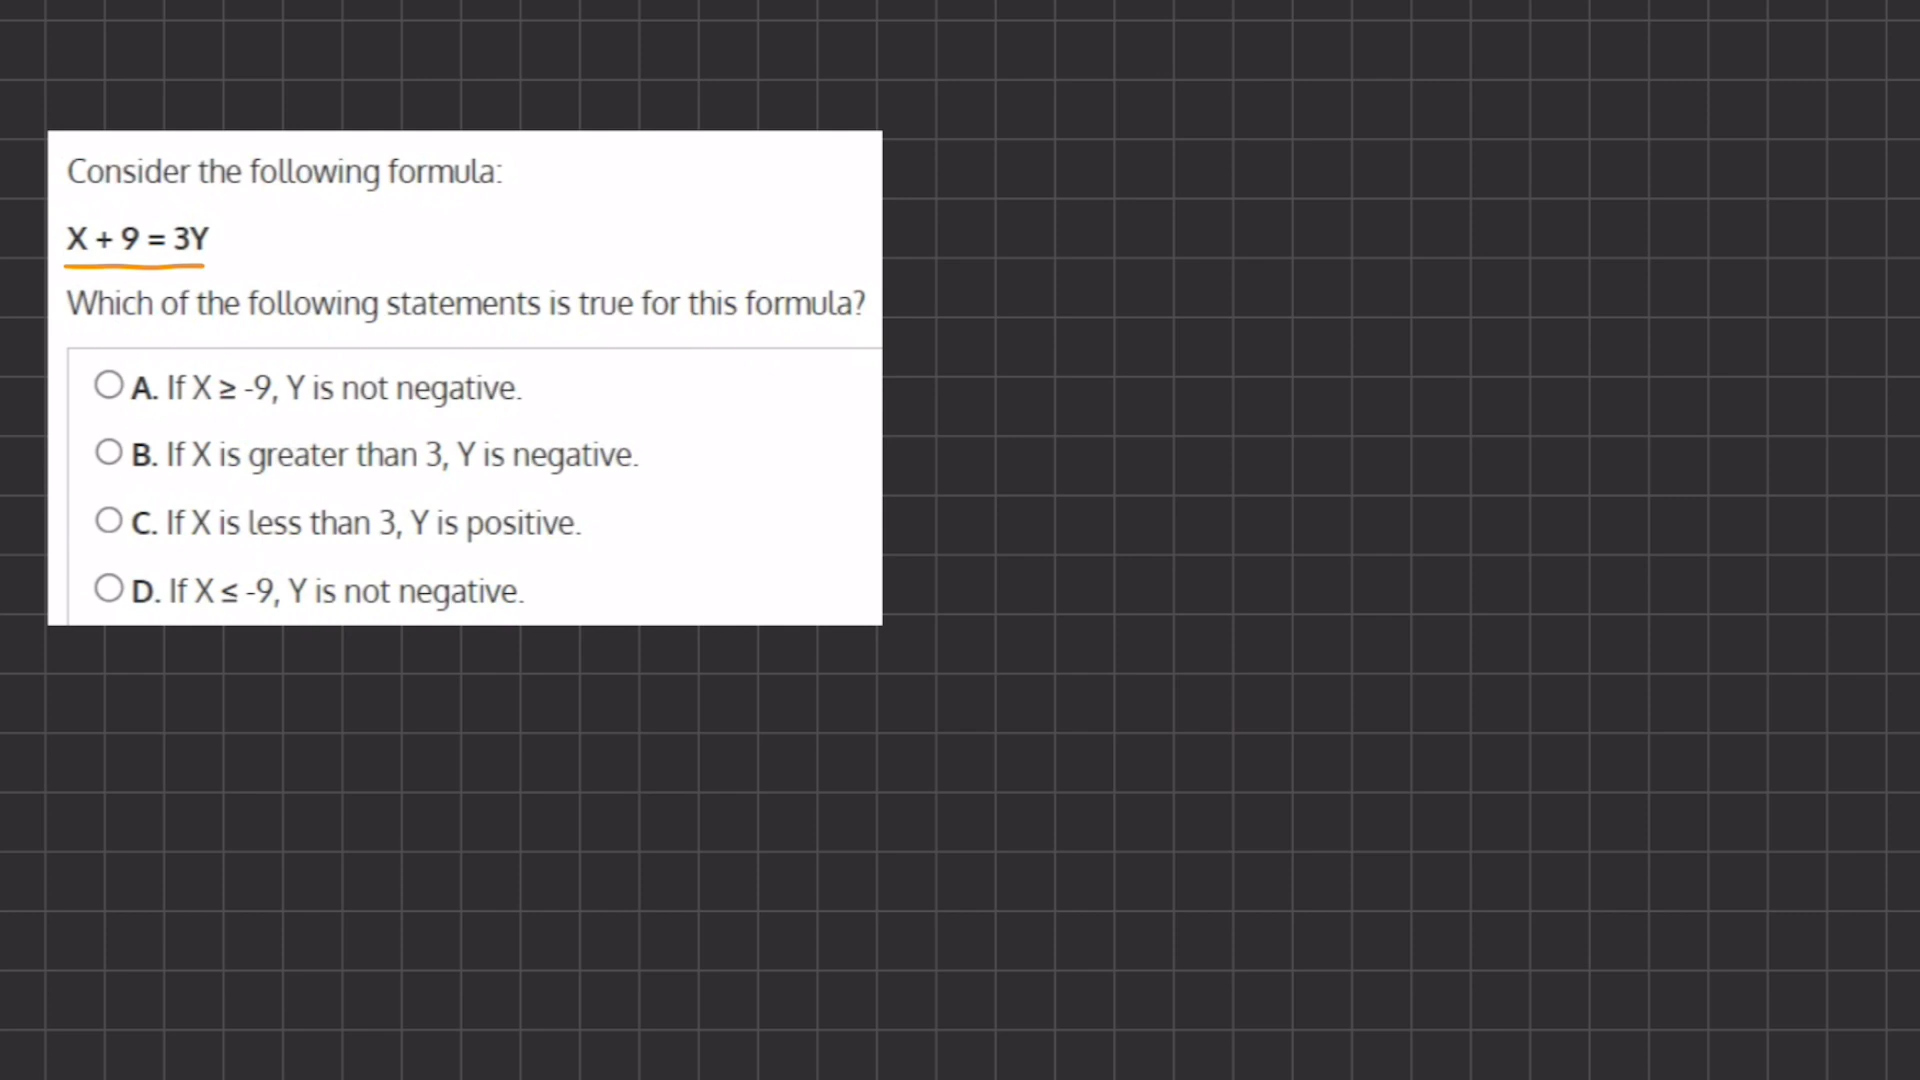 Consider the following formula:
X + 9 = 3Y
Which of the following statements is true for this formula?
A. If X ≥ -9, Y is not negative.
B. If X is greater than 3, Y is negative.
C. If X is less than 3, Y is positive.
D. If X ≤ -9, Y is not negative.